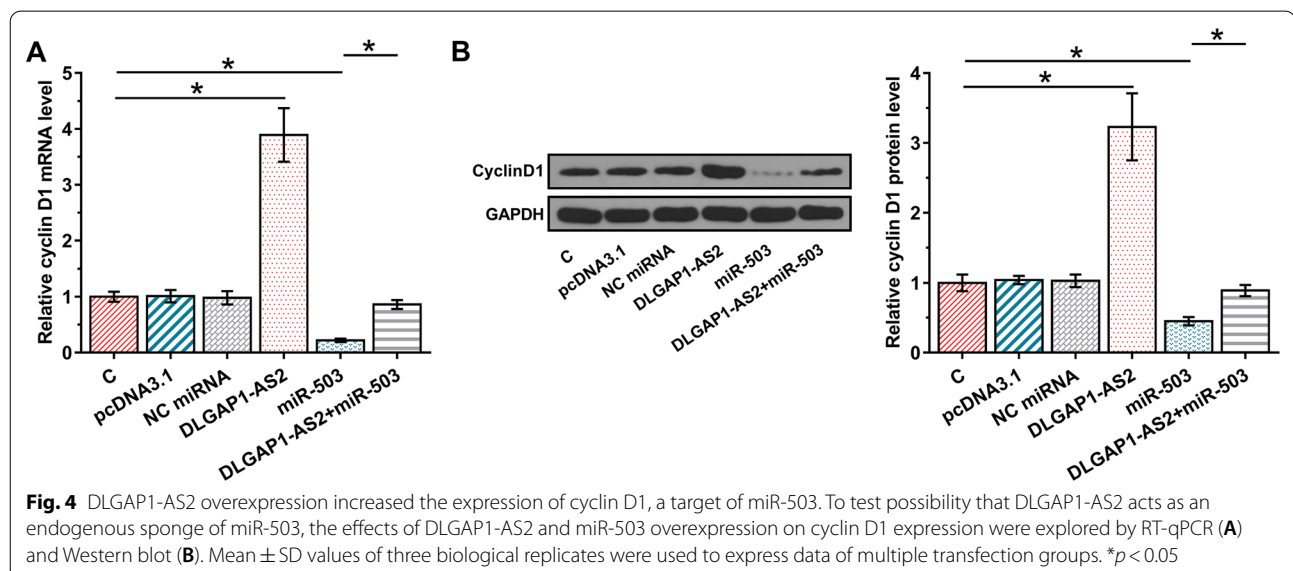 A
Relative cyclin D1 mRNA level
5
4
3
2
1
0
*
*
*
C
pcDNA3.1
NC miRNA
DLGAP1-AS2
miR-503
DLGAP1-AS2+miR-503
B
CyclinD1
GAPDH
C
pcDNA3.1
NC miRNA
DLGAP1-AS2
miR-503
DLGAP1-AS2+miR-503
Relative cyclin D1 protein level
4
3
2
1
0
*
*
*
C
pcDNA3.1
NC miRNA
DLGAP1-AS2
miR-503
DLGAP1-AS2+miR-503
Fig. 4 DLGAP1-AS2 overexpression increased the expression of cyclin D1, a target of miR-503. To test possibility that DLGAP1-AS2 acts as an
endogenous sponge of miR-503, the effects of DLGAP1-AS2 and miR-503 overexpression on cyclin D1 expression were explored by RT-qPCR (A)
and Western blot (B). Mean ± SD values of three biological replicates were used to express data of multiple transfection groups. *p < 0.05